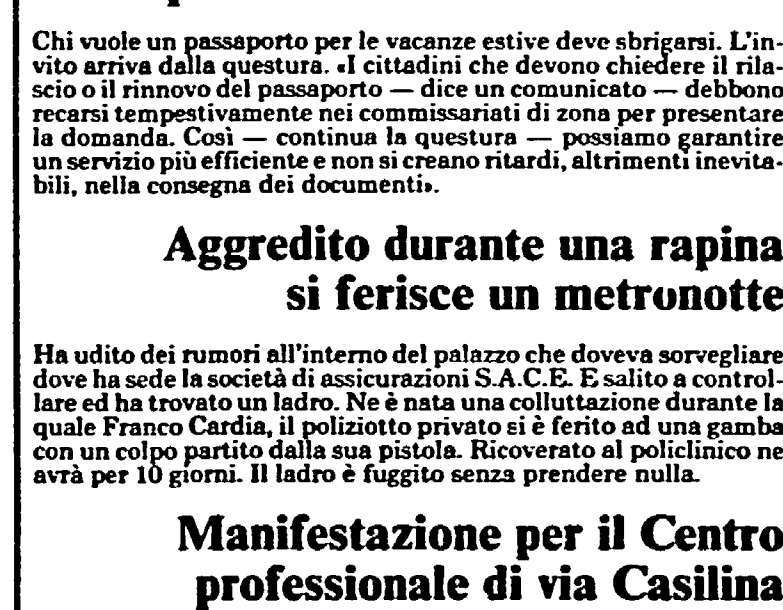 Chi vuole un passaporto per le vacanze estive deve sbrigarsi. L'in-
vito arriva dalla questura. «I cittadini che devono chiedere il rila-
scio o il rinnovo del passaporto — dice un comunicato — debbono
recarsi tempestivamente nei commissariati di zona per presentare
la domanda. Così — continua la questura — possiamo garantire
un servizio più efficiente e non si creano ritardi, altrimenti inevita-
bili, nella consegna dei documenti».
Aggredito durante una rapina
si ferisce un metronotte
Ha udito dei rumori all'interno del palazzo che doveva sorvegliare
dove ha sede la società di assicurazioni S.A.C.E. E salito a control-
lare ed ha trovato un ladro. Ne è nata una colluttazione durante la
quale Franco Cardia, il poliziotto privato si è ferito ad una gamba
con un colpo partito dalla sua pistola. Ricoverato al policlinico ne
avrà per 10 giorni. Il ladro è fuggito senza prendere nulla.
Manifestazione per il Centro
professionale di via Casilina